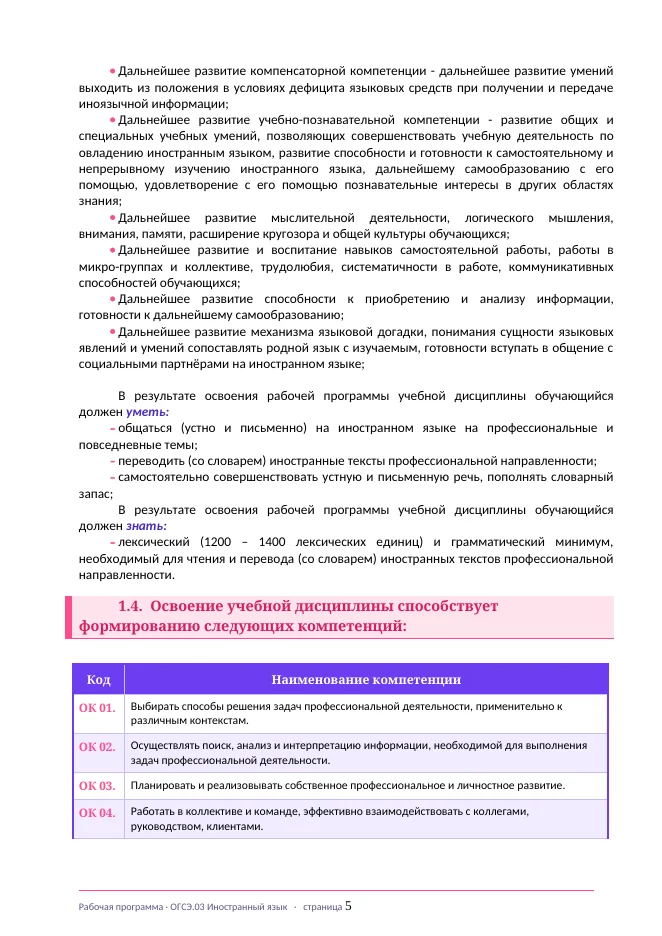 • Дальнейшее развитие компенсаторной компетенции - дальнейшее развитие умений
выходить из положения в условиях дефицита языковых средств при получении и передаче
иноязычной информации;
• Дальнейшее развитие учебно-познавательной компетенции - развитие общих и
специальных учебных умений, позволяющих совершенствовать учебную деятельность по
овладению иностранным языком, развитие способности и готовности к самостоятельному и
непрерывному изучению иностранного языка, дальнейшему самообразованию с его
помощью, удовлетворение с его помощью познавательные интересы в других областях
знания;
• Дальнейшее развитие мыслительной деятельности, логического мышления,
внимания, памяти, расширение кругозора и общей культуры обучающихся;
• Дальнейшее развитие и воспитание навыков самостоятельной работы, работы в
микро-группах и коллективе, трудолюбия, систематичности в работе, коммуникативных
способностей обучающихся;
• Дальнейшее развитие способности к приобретению и анализу информации,
готовности к дальнейшему самообразованию;
• Дальнейшее развитие механизма языковой догадки, понимания сущности языковых
явлений и умений сопоставлять родной язык с изучаемым, готовности вступать в общение с
социальными партнёрами на иностранном языке;
В результате освоения рабочей программы учебной дисциплины обучающийся
должен уметь:
– общаться (устно и письменно) на иностранном языке на профессиональные и
повседневные темы;
– переводить (со словарем) иностранные тексты профессиональной направленности;
– самостоятельно совершенствовать устную и письменную речь, пополнять словарный
запас;
В результате освоения рабочей программы учебной дисциплины обучающийся
должен знать:
– лексический (1200 – 1400 лексических единиц) и грамматический минимум,
необходимый для чтения и перевода (со словарем) иностранных текстов профессиональной
направленности.
1.4. Освоение учебной дисциплины способствует
формированию следующих компетенций:
Код Наименование компетенции
ОК 01. Выбирать способы решения задач профессиональной деятельности, применительно к
различным контекстам.
ОК 02. Осуществлять поиск, анализ и интерпретацию информации, необходимой для выполнения
задач профессиональной деятельности.
ОК 03. Планировать и реализовывать собственное профессиональное и личностное развитие.
ОК 04. Работать в коллективе и команде, эффективно взаимодействовать с коллегами,
руководством, клиентами.
Рабочая программа · ОГСЭ.03 Иностранный язык · страница 5